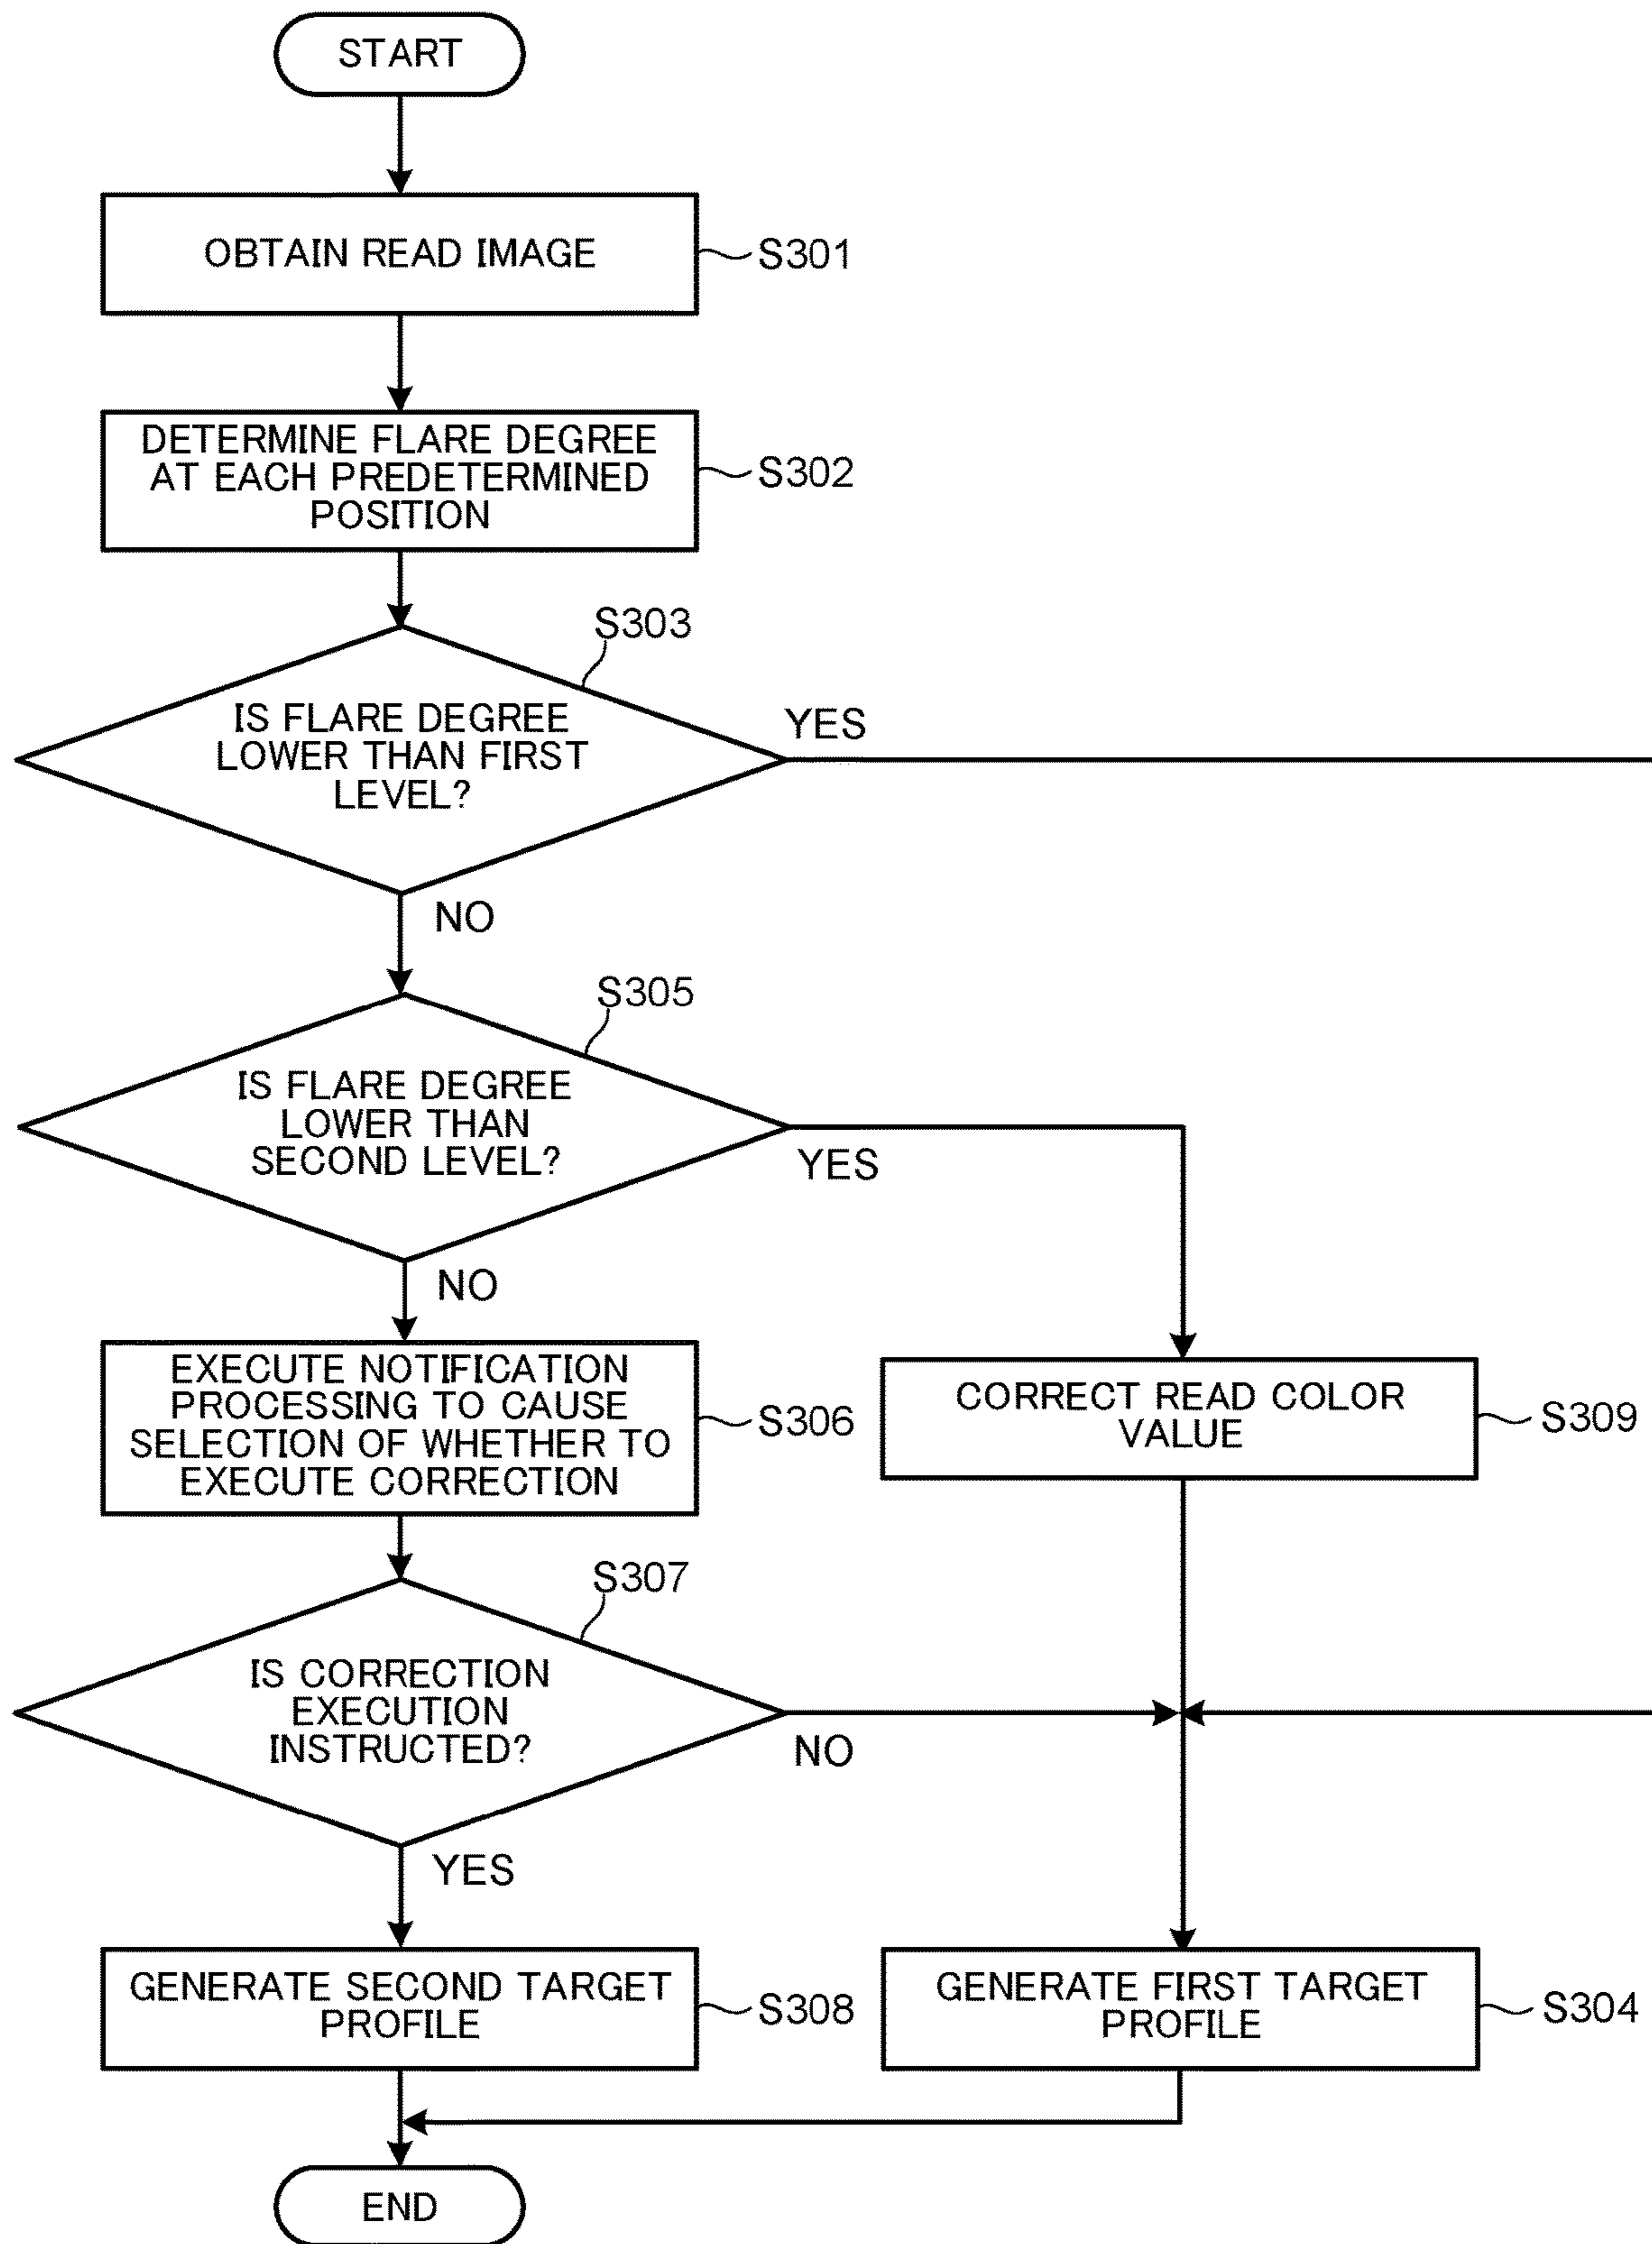 START
OBTAIN READ IMAGE
S301
DETERMINE FLARE DEGREE
AT EACH PREDETERMINED
POSITION
S302
S303
IS FLARE DEGREE
LOWER THAN FIRST
LEVEL?
YES
NO
S305
IS FLARE DEGREE
LOWER THAN
SECOND LEVEL?
YES
NO
EXECUTE NOTIFICATION
PROCESSING TO CAUSE
SELECTION OF WHETHER TO
EXECUTE CORRECTION
S306
CORRECT READ COLOR
VALUE
S309
S307
IS CORRECTION
EXECUTION
INSTRUCTED?
NO
YES
GENERATE SECOND TARGET
PROFILE
S308
GENERATE FIRST TARGET
PROFILE
S304
END